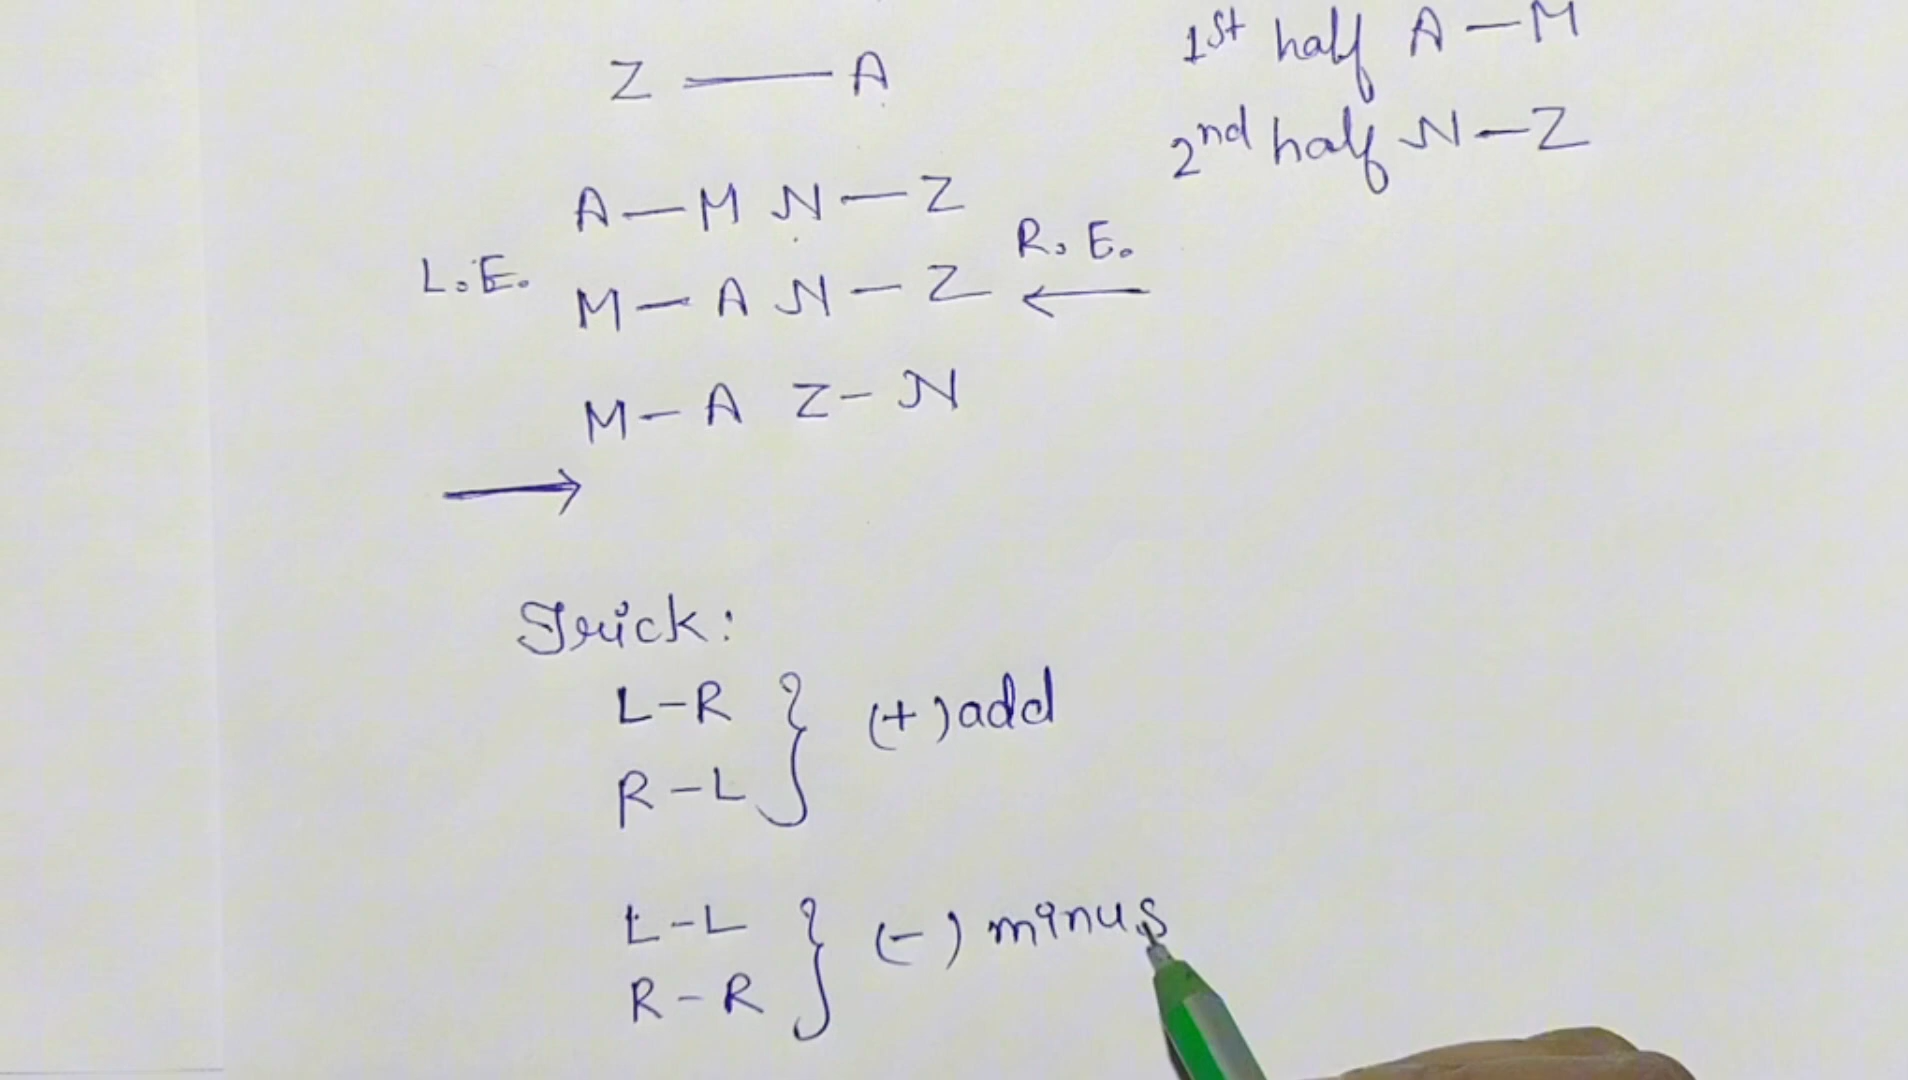 Z — A
1st half A — M
2nd half N — Z
A — M N — Z
L.E. M — A N — Z R.E. ←
M — A Z - N
→
Trick:
L - R } (+) add
R - L
L - L } (-) minus
R - R